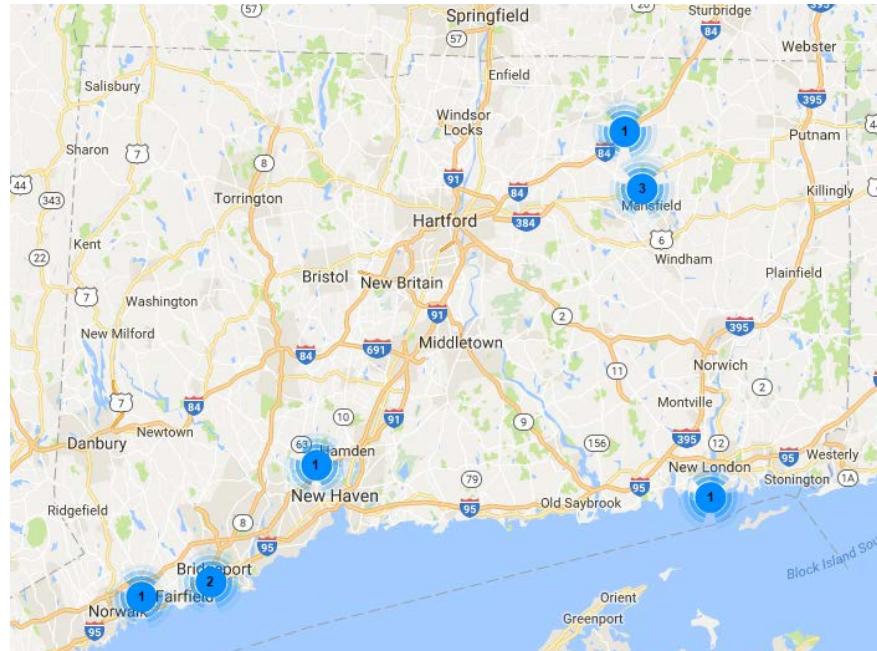 57
Springfield
20
Sturbridge
395
84
57
Webster
Enfield
Salisbury
395
Windsor
Locks
1
44
Putnam
7
Sharon
84
8
91
84
3
Killingly
44
Torrington
Mansfield
343
Hartford
384
6
Kent
22
Windham
Bristol
Plainfield
New Britain
7
Washington
91
2
New Milford
395
691
Middletown
84
Norwich
11
2
7
84
10
91
Montville
Newtown
9
Danbury
63
Hamden
156
395
12
1
95
Westerly
New London
79
New Haven
Stonington
1A
95
1
Old Saybrook
95
Ridgefield
8
95
Bridgeport
Block Island Sou
2
1
Fairfield
Orient
Norwalk
Greenport
95